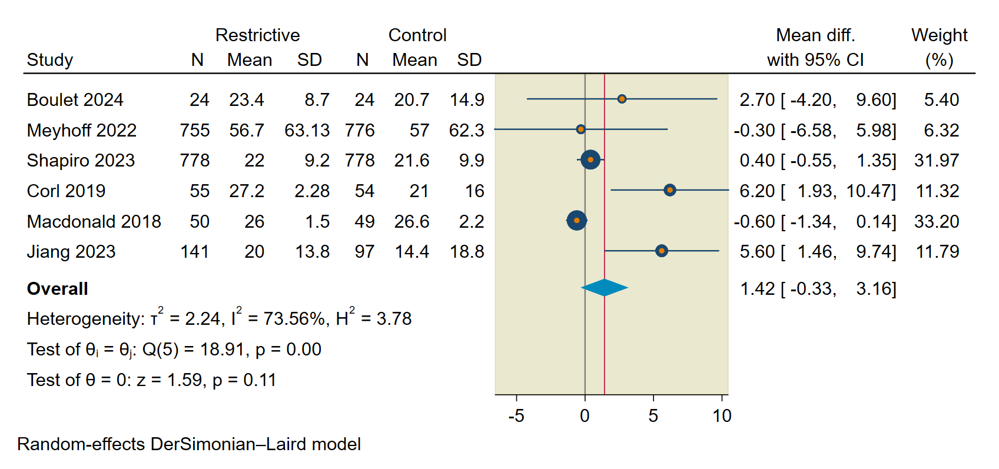 Restrictive Control Mean diff. Weight
Study N Mean SD N Mean SD with 95% CI (%)
Boulet 2024 24 23.4 8.7 24 20.7 14.9 2.70 [ -4.20, 9.60] 5.40
Meyhoff 2022 755 56.7 63.13 776 57 62.3 -0.30 [ -6.58, 5.98] 6.32
Shapiro 2023 778 22 9.2 778 21.6 9.9 0.40 [ -0.55, 1.35] 31.97
Corl 2019 55 27.2 2.28 54 21 16 6.20 [ 1.93, 10.47] 11.32
Macdonald 2018 50 26 1.5 49 26.6 2.2 -0.60 [ -1.34, 0.14] 33.20
Jiang 2023 141 20 13.8 97 14.4 18.8 5.60 [ 1.46, 9.74] 11.79
Overall 1.42 [ -0.33, 3.16]
Heterogeneity: τ² = 2.24, I² = 73.56%, H² = 3.78
Test of θᵢ = θⱼ: Q(5) = 18.91, p = 0.00
Test of θ = 0: z = 1.59, p = 0.11
-5 0 5 10
Random-effects DerSimonian–Laird model